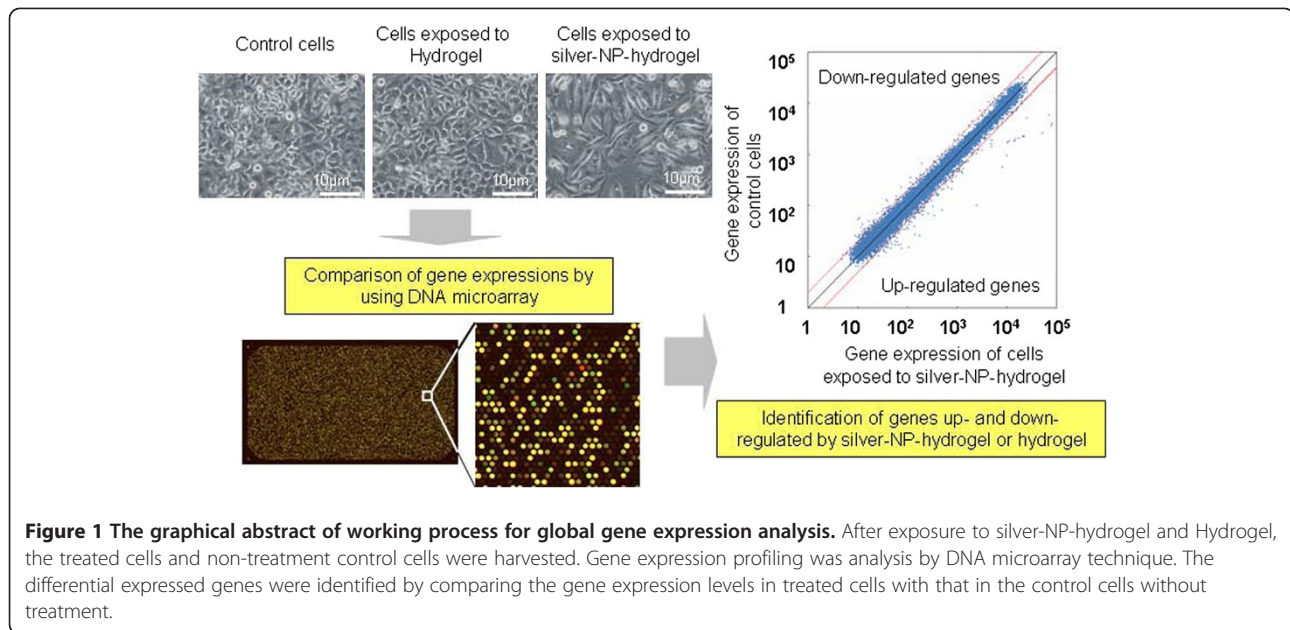 Control cells
Cells exposed to
Hydrogel
Cells exposed to
silver-NP-hydrogel
10μm
10μm
10μm
Comparison of gene expressions by
using DNA microarray
Gene expression of
control cells
10⁵
10⁴
10³
10²
10
1
Down-regulated genes
Up-regulated genes
1
10
10²
10³
10⁴
10⁵
Gene expression of cells
exposed to silver-NP-hydrogel
Identification of genes up- and down-
regulated by silver-NP-hydrogel or hydrogel
Figure 1 The graphical abstract of working process for global gene expression analysis. After exposure to silver-NP-hydrogel and Hydrogel,
the treated cells and non-treatment control cells were harvested. Gene expression profiling was analysis by DNA microarray technique. The
differential expressed genes were identified by comparing the gene expression levels in treated cells with that in the control cells without
treatment.